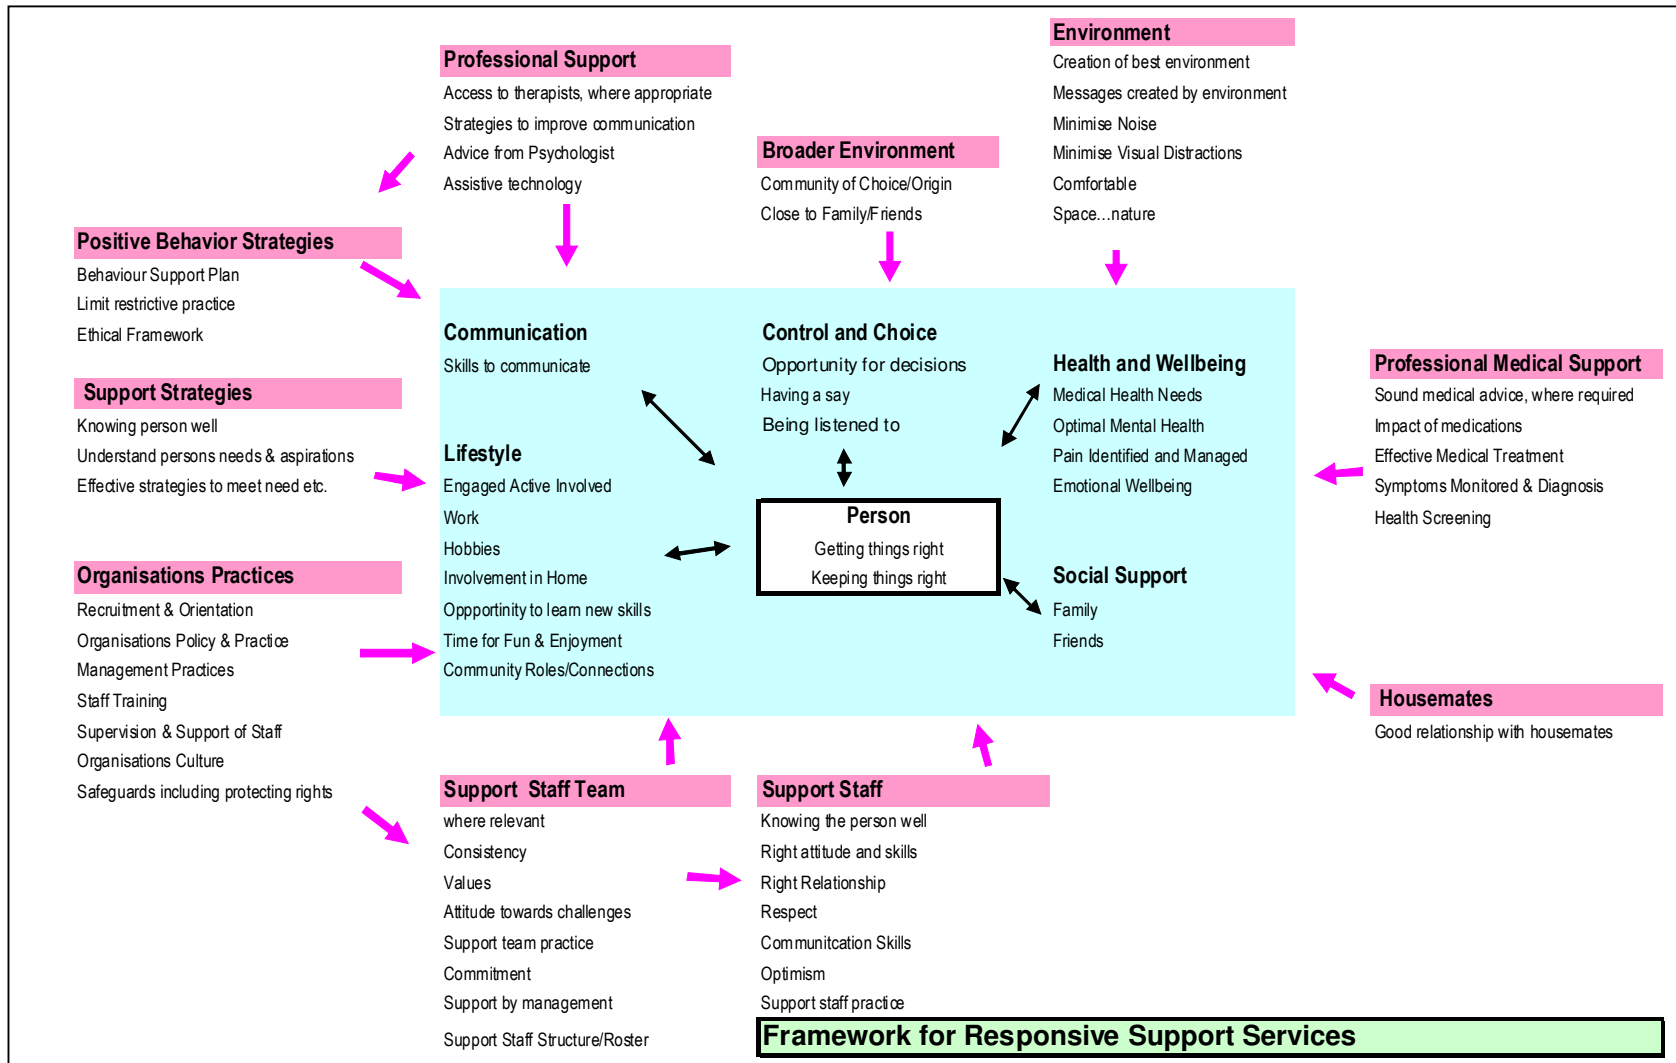 Environment
Creation of best environment
Messages created by environment
Minimise Noise
Minimise Visual Distractions
Comfortable
Space...nature
Professional Support
Access to therapists, where appropriate
Strategies to improve communication
Advice from Psychologist
Assistive technology
Broader Environment
Community of Choice/Origin
Close to Family/Friends
Positive Behavior Strategies
Behaviour Support Plan
Limit restrictive practice
Ethical Framework
Support Strategies
Knowing person well
Understand persons needs & aspirations
Effective strategies to meet need etc.
Organisations Practices
Recruitment & Orientation
Organisations Policy & Practice
Management Practices
Staff Training
Supervision & Support of Staff
Organisations Culture
Safeguards including protecting rights
Communication
Skills to communicate
Lifestyle
Engaged Active Involved
Work
Hobbies
Involvement in Home
Oppportinity to learn new skills
Time for Fun & Enjoyment
Community Roles/Connections
Control and Choice
Opportunity for decisions
Having a say
Being listened to
Person
Getting things right
Keeping things right
Health and Wellbeing
Medical Health Needs
Optimal Mental Health
Pain Identified and Managed
Emotional Wellbeing
Social Support
Family
Friends
Professional Medical Support
Sound medical advice, where required
Impact of medications
Effective Medical Treatment
Symptoms Monitored & Diagnosis
Health Screening
Housemates
Good relationship with housemates
Support Staff Team
where relevant
Consistency
Values
Attitude towards challenges
Support team practice
Commitment
Support by management
Support Staff Structure/Roster
Support Staff
Knowing the person well
Right attitude and skills
Right Relationship
Respect
Communitcation Skills
Optimism
Support staff practice
Framework for Responsive Support Services